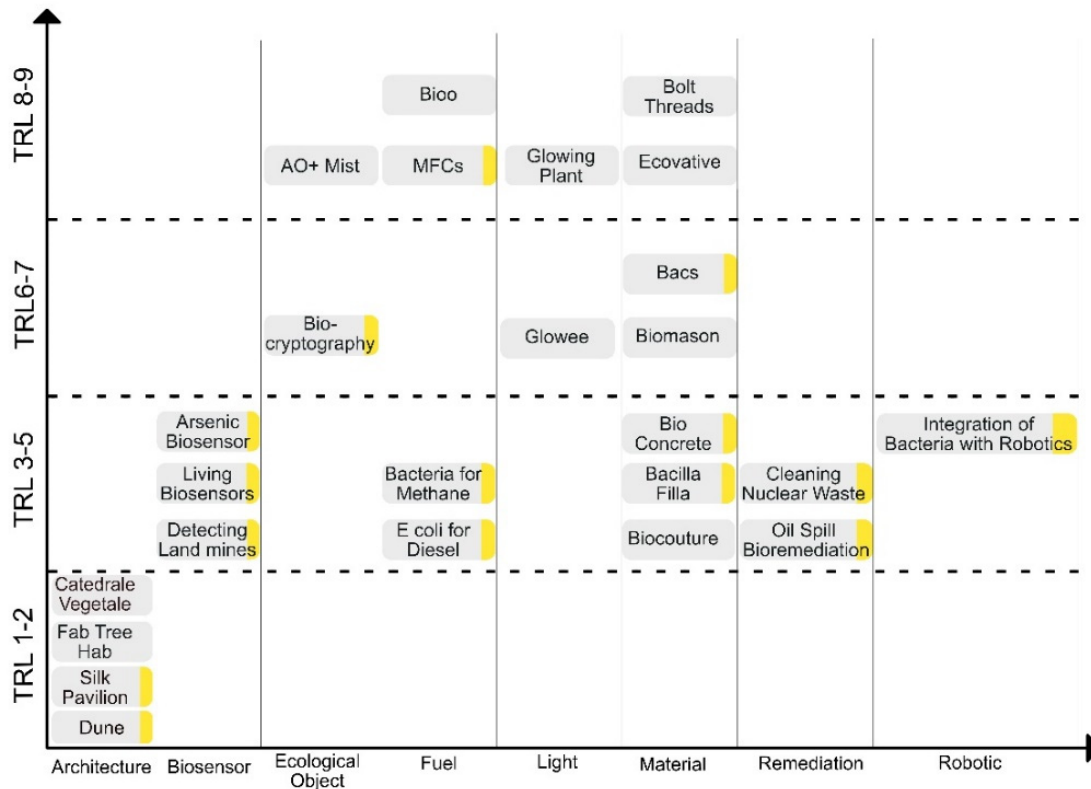 TRL 8-9
Bioo
Bolt
Threads
AO+ Mist
MFCs
Glowing
Plant
Ecovative
TRL6-7
Bacs
Bio-
cryptography
Glowee
Biomason
TRL 3-5
Arsenic
Biosensor
Bio
Concrete
Integration of
Bacteria with Robotics
Living
Biosensors
Bacteria for
Methane
Bacilla
Filla
Cleaning
Nuclear Waste
Detecting
Land mines
E coli for
Diesel
Biocouture
Oil Spill
Bioremediation
TRL 1-2
Catedrale
Vegetale
Fab Tree
Hab
Silk
Pavilion
Dune
Architecture
Biosensor
Ecological
Object
Fuel
Light
Material
Remediation
Robotic